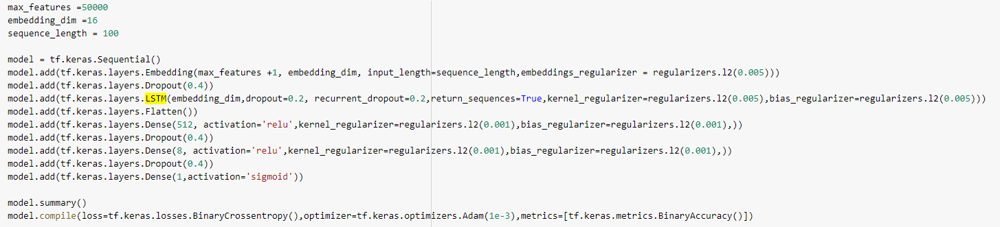 max_features =50000
embedding_dim =16
sequence_length = 100
model = tf.keras.Sequential()
model.add(tf.keras.layers.Embedding(max_features +1, embedding_dim, input_length=sequence_length,embeddings_regularizer = regularizers.l2(0.005)))
model.add(tf.keras.layers.Dropout(0.4))
model.add(tf.keras.layers.LSTM(embedding_dim,dropout=0.2, recurrent_dropout=0.2,return_sequences=True,kernel_regularizer=regularizers.l2(0.005),bias_regularizer=regularizers.l2(0.005)))
model.add(tf.keras.layers.Flatten())
model.add(tf.keras.layers.Dense(512, activation='relu',kernel_regularizer=regularizers.l2(0.001),bias_regularizer=regularizers.l2(0.001),))
model.add(tf.keras.layers.Dropout(0.4))
model.add(tf.keras.layers.Dense(8, activation='relu',kernel_regularizer=regularizers.l2(0.001),bias_regularizer=regularizers.l2(0.001),))
model.add(tf.keras.layers.Dropout(0.4))
model.add(tf.keras.layers.Dense(1,activation='sigmoid'))
model.summary()
model.compile(loss=tf.keras.losses.BinaryCrossentropy(),optimizer=tf.keras.optimizers.Adam(1e-3),metrics=[tf.keras.metrics.BinaryAccuracy()])